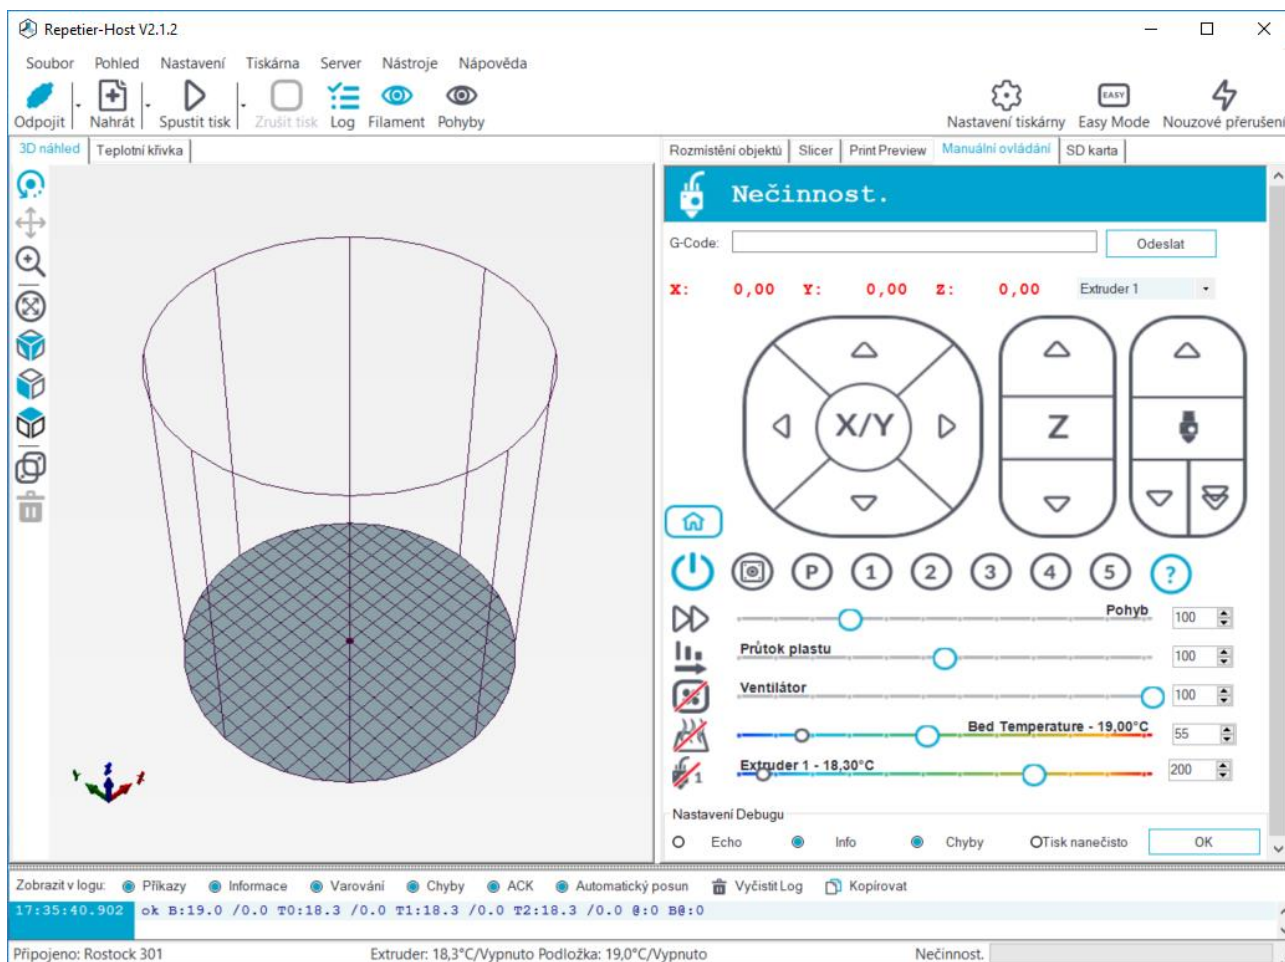 Repetier-Host V2.1.2
Soubor Pohled Nastavení Tiskárna Server Nástroje Nápověda
EASY
Odpojit Nahrát Spustit tisk Zrušit tisk Log Filament Pohyby Nastavení tiskárny Easy Mode Nouzové přerušení
3D náhled Teplotní křivka
Rozmístění objektů Slicer Print Preview Manuální ovládání SD karta
Nečinnost.
G-Code: Odeslat
X: 0,00 Y: 0,00 Z: 0,00 Extruder 1
X/Y Z
P 1 2 3 4 5 ?
Pohyb 100
Průtok plastu 100
Ventilátor 100
Bed Temperature - 19,00°C 55
1 Extruder 1 - 18,30°C 200
Y Z X
Nastavení Debugu
Echo Info Chyby Tisk nanečisto OK
Zobrazit v logu: Příkazy Informace Varování Chyby ACK Automatický posun Vyčistit Log Kopírovat
17:35:40.902 ok B:19.0 /0.0 T0:18.3 /0.0 T1:18.3 /0.0 T2:18.3 /0.0 @:0 B@:0
Připojeno: Rostock 301 Extruder: 18,3°C/Vypnuto Podložka: 19,0°C/Vypnuto Nečinnost.